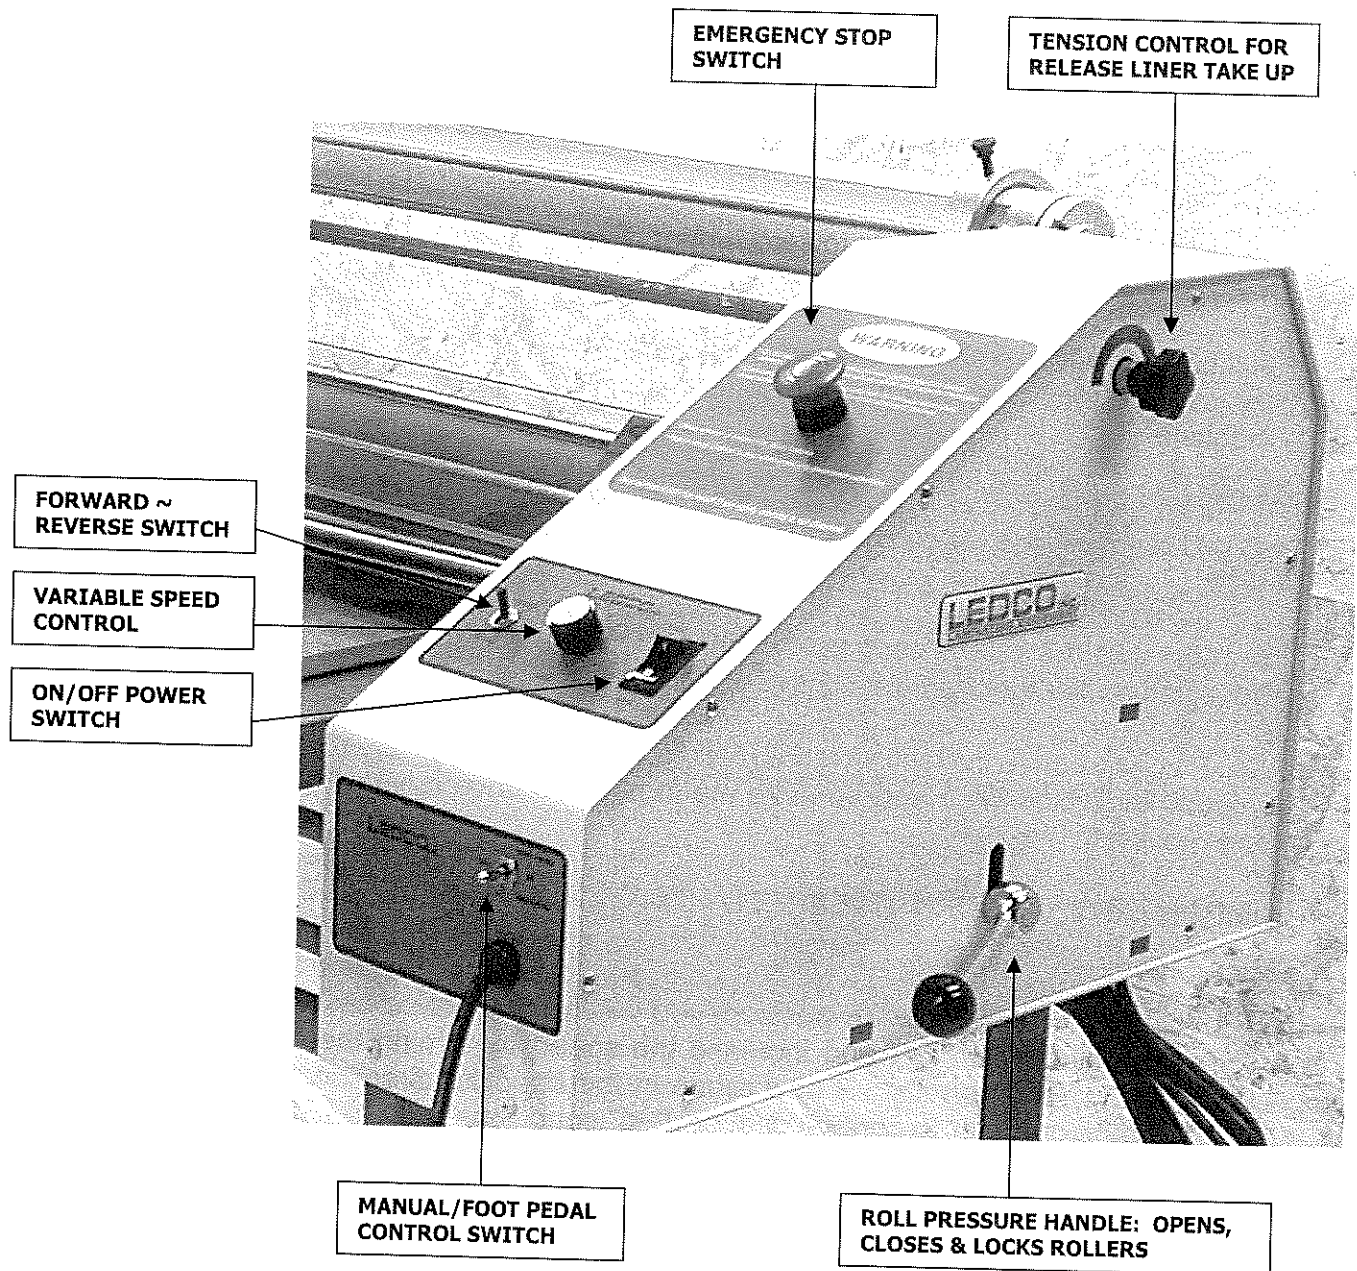 EMERGENCY STOP
SWITCH
TENSION CONTROL FOR
RELEASE LINER TAKE UP
WARNING
FORWARD ~
REVERSE SWITCH
VARIABLE SPEED
CONTROL
ON/OFF POWER
SWITCH
LEDCO
LEDCO
MANUAL/FOOT PEDAL
CONTROL SWITCH
ROLL PRESSURE HANDLE: OPENS,
CLOSES & LOCKS ROLLERS